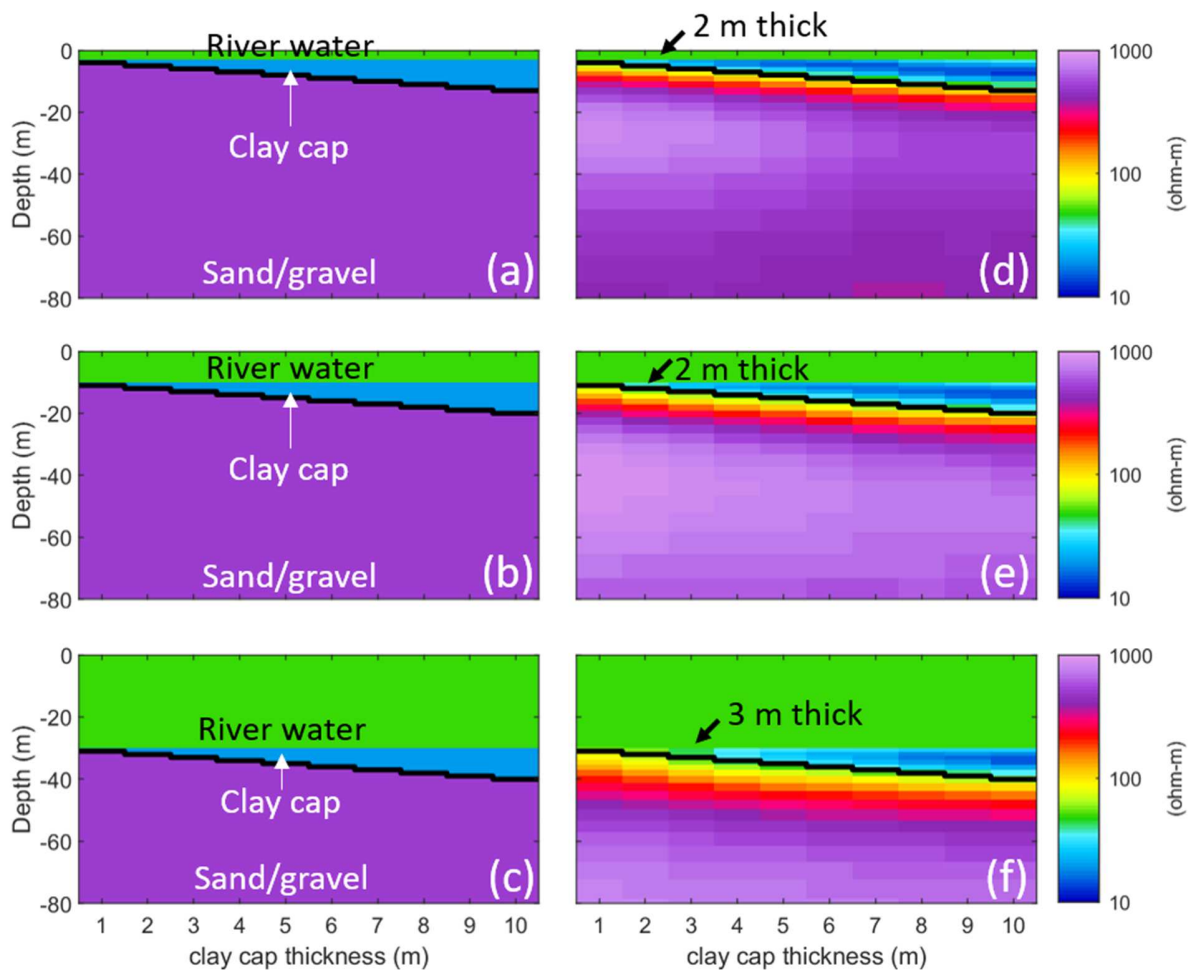 River water
2 m thick
0
-20
-40
-60
-80
Depth (m)
Clay cap
Sand/gravel
(a)
(d)
1000
100
10
(ohm-m)
River water
2 m thick
0
-20
-40
-60
-80
Depth (m)
Clay cap
Sand/gravel
(b)
(e)
1000
100
10
(ohm-m)
0
-20
-40
-60
-80
Depth (m)
River water
3 m thick
Clay cap
Sand/gravel
(c)
(f)
1000
100
10
(ohm-m)
1 2 3 4 5 6 7 8 9 10
1 2 3 4 5 6 7 8 9 10
clay cap thickness (m)
clay cap thickness (m)